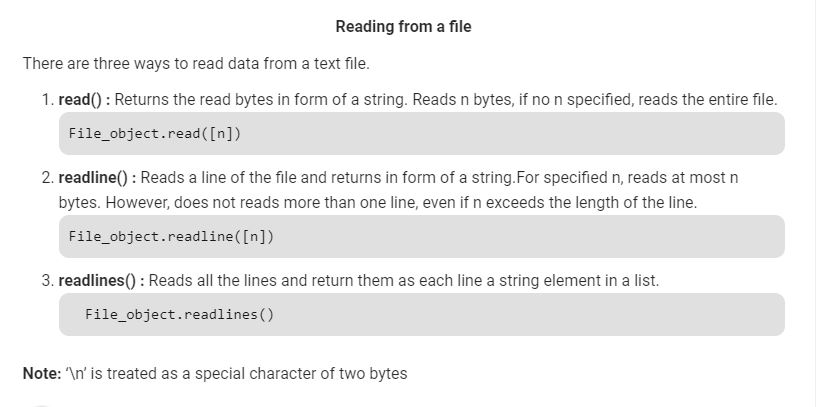 Reading from a file
There are three ways to read data from a text file.
1. read() : Returns the read bytes in form of a string. Reads n bytes, if no n specified, reads the entire file.
File_object.read([n])
2. readline() : Reads a line of the file and returns in form of a string.For specified n, reads at most n
bytes. However, does not reads more than one line, even if n exceeds the length of the line.
File_object.readline([n])
3. readlines() : Reads all the lines and return them as each line a string element in a list.
File_object.readlines()
Note: '\n' is treated as a special character of two bytes